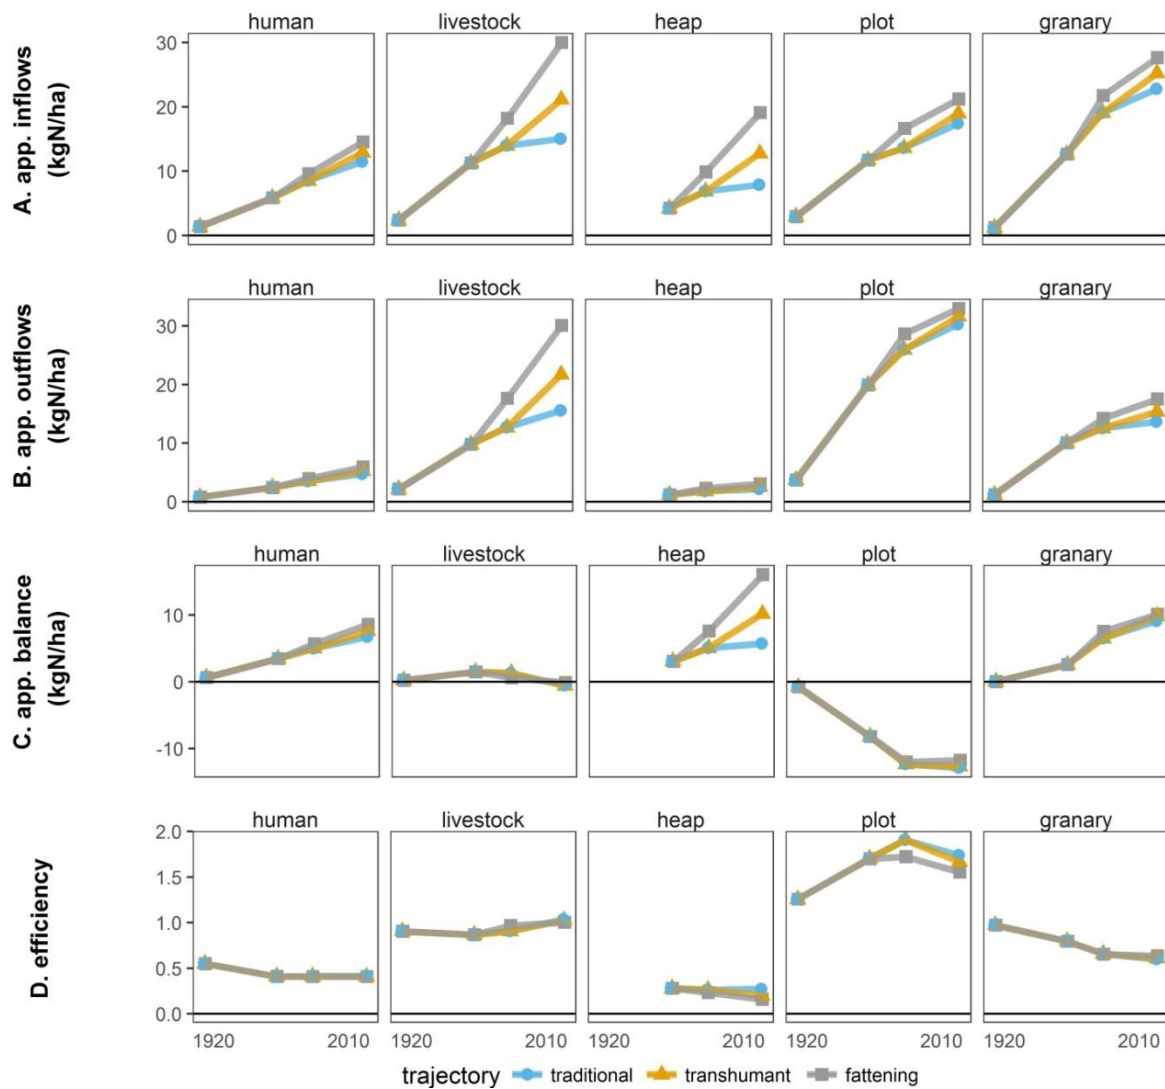 human livestock heap plot granary
A. app. inflows
(kgN/ha)
30
20
10
0
human livestock heap plot granary
B. app. outflows
(kgN/ha)
30
20
10
0
human livestock heap plot granary
C. app. balance
(kgN/ha)
10
0
-10
human livestock heap plot granary
D. efficiency
2.0
1.5
1.0
0.5
0.0
1920 2010 1920 2010 1920 2010 1920 2010 1920 2010
trajectory traditional transhumant fattening